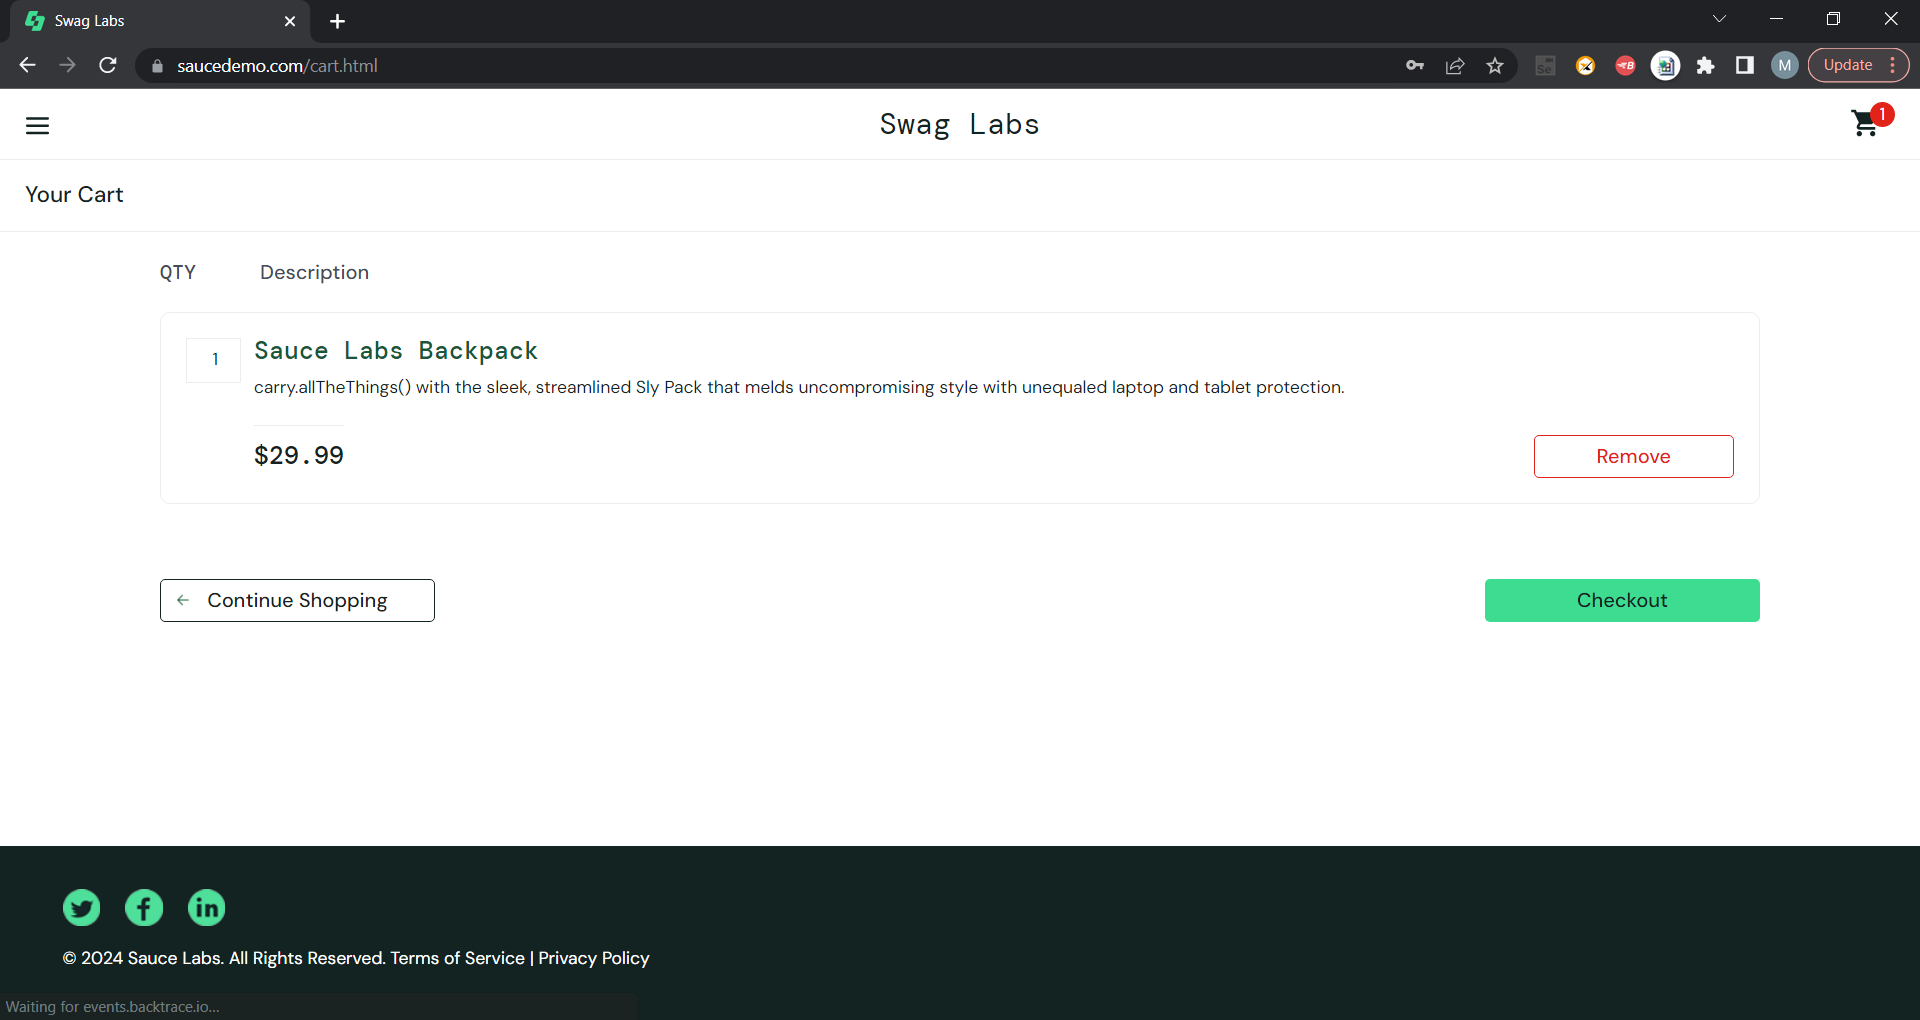 Swag Labs
saucedemo.com/cart.html
Se
B
M
Update
Swag Labs
1
Your Cart
QTY Description
1
Sauce Labs Backpack
carry.allTheThings() with the sleek, streamlined Sly Pack that melds uncompromising style with unequaled laptop and tablet protection.
$29.99
Remove
Continue Shopping
Checkout
© 2024 Sauce Labs. All Rights Reserved. Terms of Service | Privacy Policy
Waiting for events.backtrace.io...